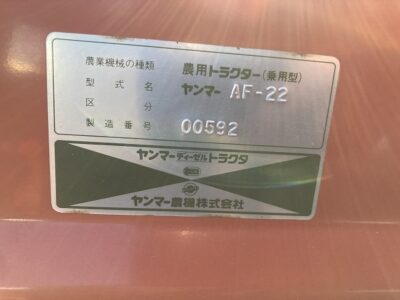 農業機械の種類 農用トラクター(乗用型)
型式名 ヤンマー AF-22
区分
製造番号 00592
ヤンマーディーゼルトラクタ
ヤンマー農機株式会社